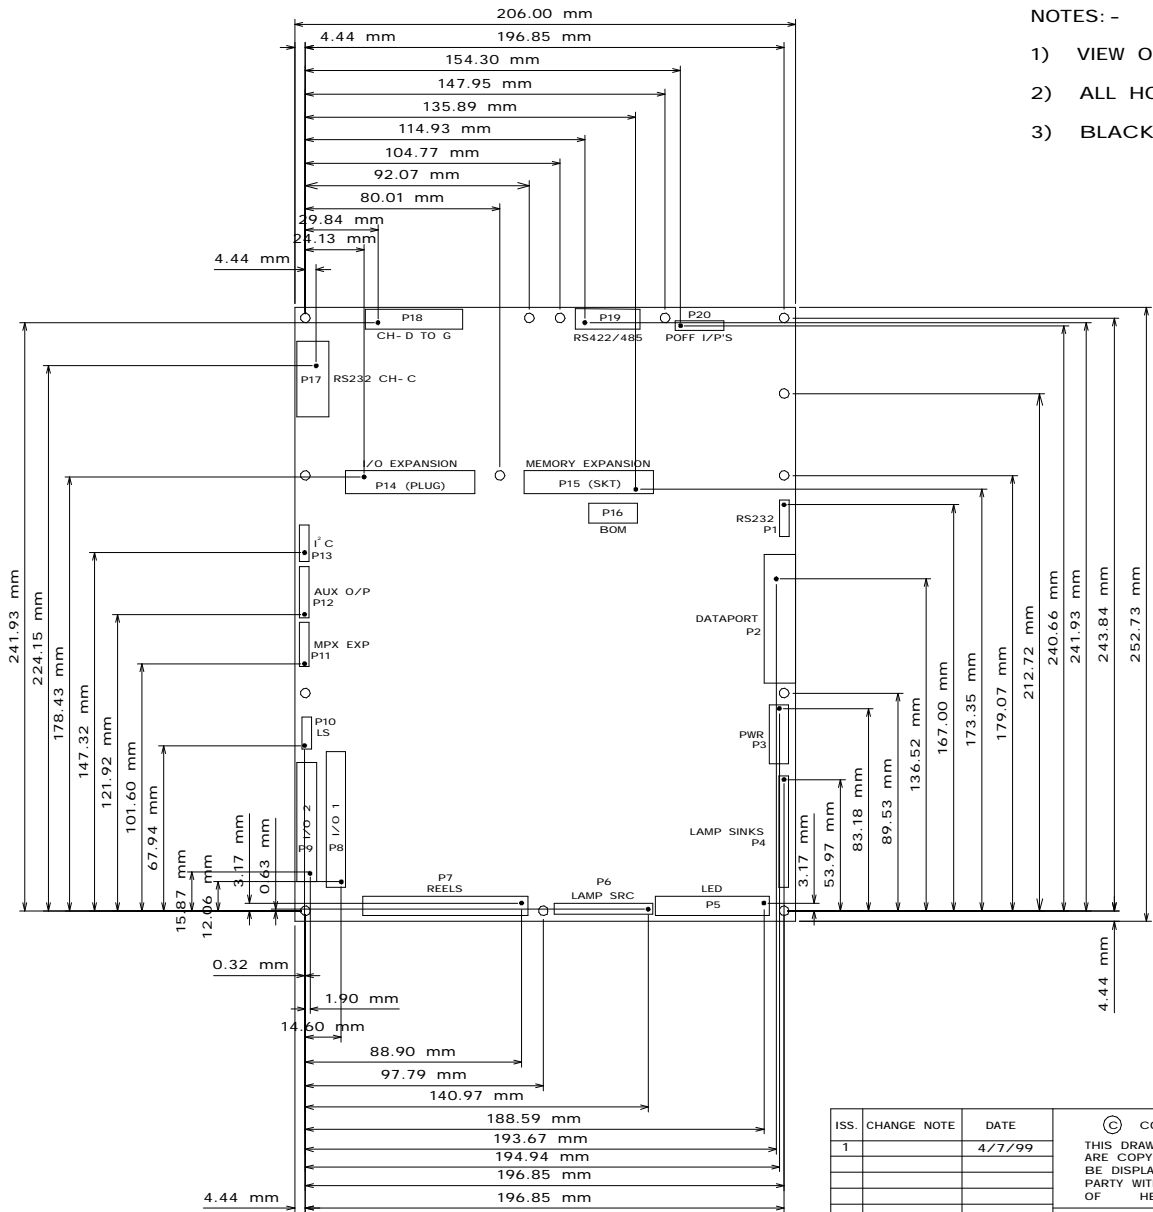 206.00 mm
4.44 mm
196.85 mm
154.30 mm
147.95 mm
135.89 mm
114.93 mm
104.77 mm
92.07 mm
80.01 mm
29.84 mm
24.13 mm
4.44 mm
NOTES: -
1) VIEW O
2) ALL HO
3) BLACK
P18
CH- D TO G
P19
RS422/485
P20
POFF I/P'S
P17 RS232 CH- C
I/O EXPANSION
P14 (PLUG)
MEMORY EXPANSION
P15 (SKT)
P16
BOM
RS232
P1
I² C
P13
AUX O/P
P12
MPX EXP
P11
DATAPORT
P2
P10
LS
PWR
P3
I/O 2
P9
I/O 1
P8
LAMP SINKS
P4
P7
REELS
P6
LAMP SRC
LED
P5
241.93 mm
224.15 mm
178.43 mm
147.32 mm
121.92 mm
101.60 mm
67.94 mm
15.87 mm
12.06 mm
3.17 mm
0.63 mm
3.17 mm
53.97 mm
83.18 mm
89.53 mm
136.52 mm
167.00 mm
173.35 mm
179.07 mm
212.72 mm
240.66 mm
241.93 mm
243.84 mm
252.73 mm
4.44 mm
0.32 mm
1.90 mm
14.60 mm
88.90 mm
97.79 mm
140.97 mm
188.59 mm
193.67 mm
194.94 mm
196.85 mm
4.44 mm
196.85 mm
ISS. CHANGE NOTE DATE
1 4/7/99
© CO
THIS DRAW
ARE COPY
BE DISPLA
PARTY WIT
OF HE